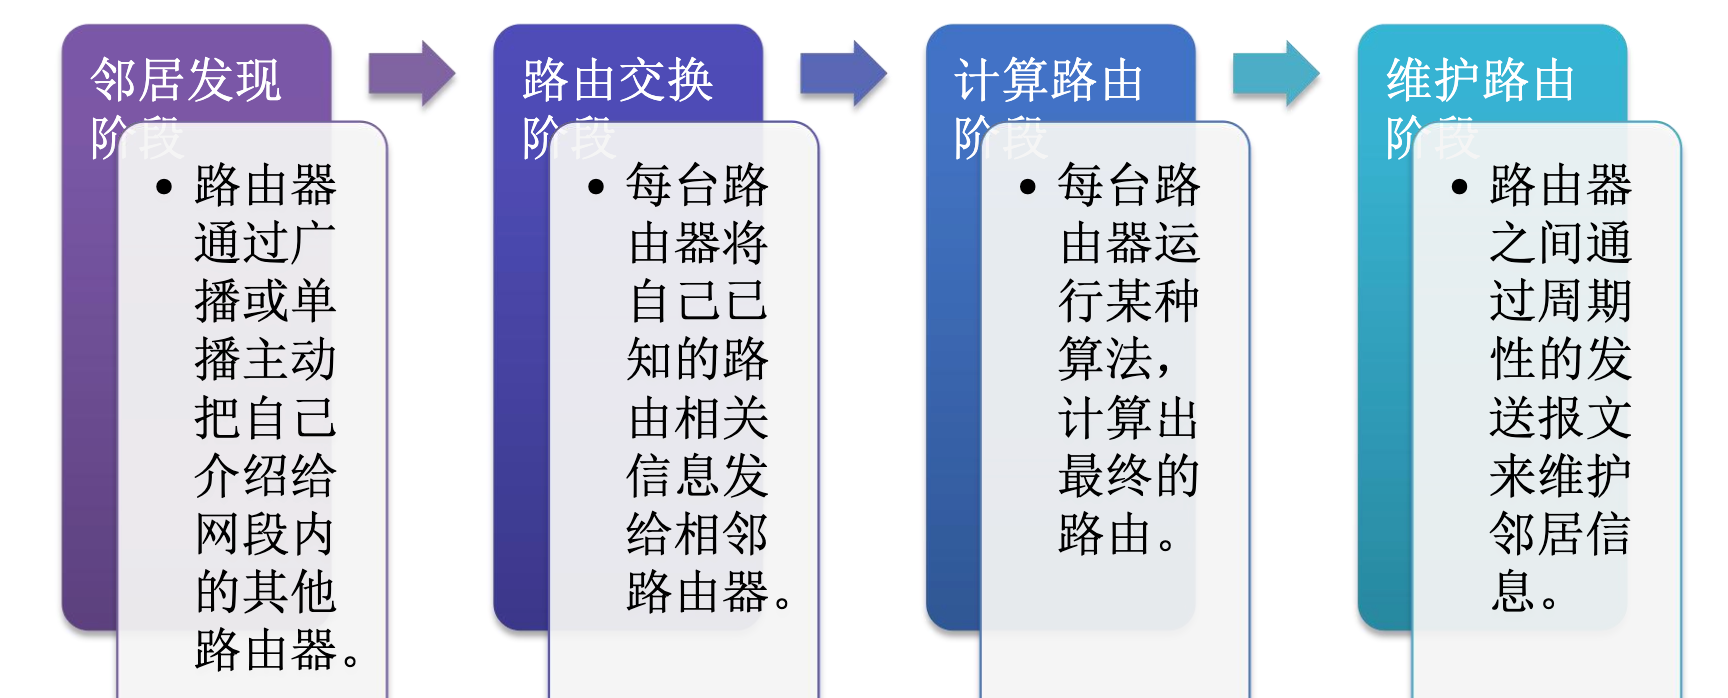 邻居发现
阶段
• 路由器
通过广
播或单
播主动
把自己
介绍给
网段内
的其他
路由器。
路由交换
阶段
• 每台路
由器将
自己已
知的路
由相关
信息发
给相邻
路由器。
计算路由
阶段
• 每台路
由器运
行某种
算法，
计算出
最终的
路由。
维护路由
阶段
• 路由器
之间通
过周期
性的发
送报文
来维护
邻居信
息。